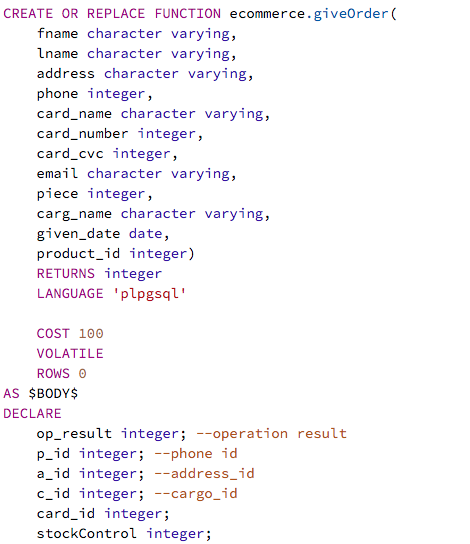 CREATE OR REPLACE FUNCTION ecommerce.giveOrder(
    fname character varying,
    lname character varying,
    address character varying,
    phone integer,
    card_name character varying,
    card_number integer,
    card_cvc integer,
    email character varying,
    piece integer,
    carg_name character varying,
    given_date date,
    product_id integer)
    RETURNS integer
    LANGUAGE 'plpgsql'

    COST 100
    VOLATILE
    ROWS 0
AS $BODY$
DECLARE
    op_result integer; --operation result
    p_id integer; --phone id
    a_id integer; --address_id
    c_id integer; --cargo_id
    card_id integer;
    stockControl integer;